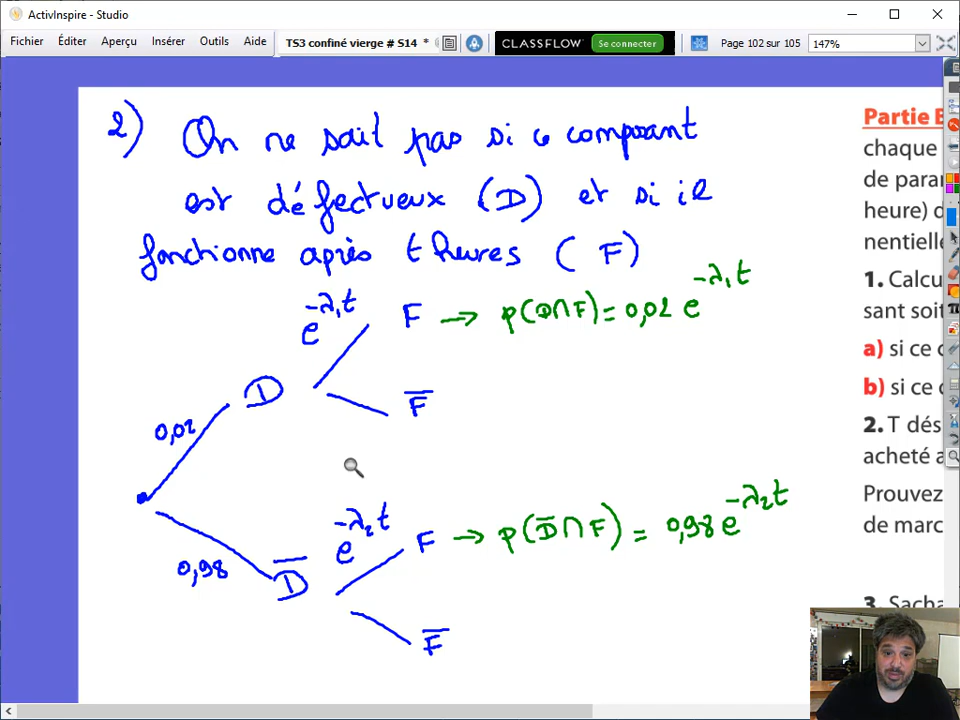 ActivInspire - Studio
Fichier Éditer Aperçu Insérer Outils Aide TS3 confiné vierge # S14 * CLASSFLOW Se connecter Page 102 sur 105 147%
2) On ne sait pas si ce composant
est défectueux (D) et si il
fonctionne après t heures (F)
e^{-λ₁t} F → p(D∩F) = 0,02 e^{-λ₁t}
D
F̅
0,02
e^{-λ₂t} F → p(D̅∩F) = 0,98 e^{-λ₂t}
0,98
D̅
F̅
Partie B
chaque
de paran
heure) d
nentielle
1. Calcu
sant soit
a) si ce c
b) si ce
2. T dés
acheté a
Prouvez
de marc
3. Sacha